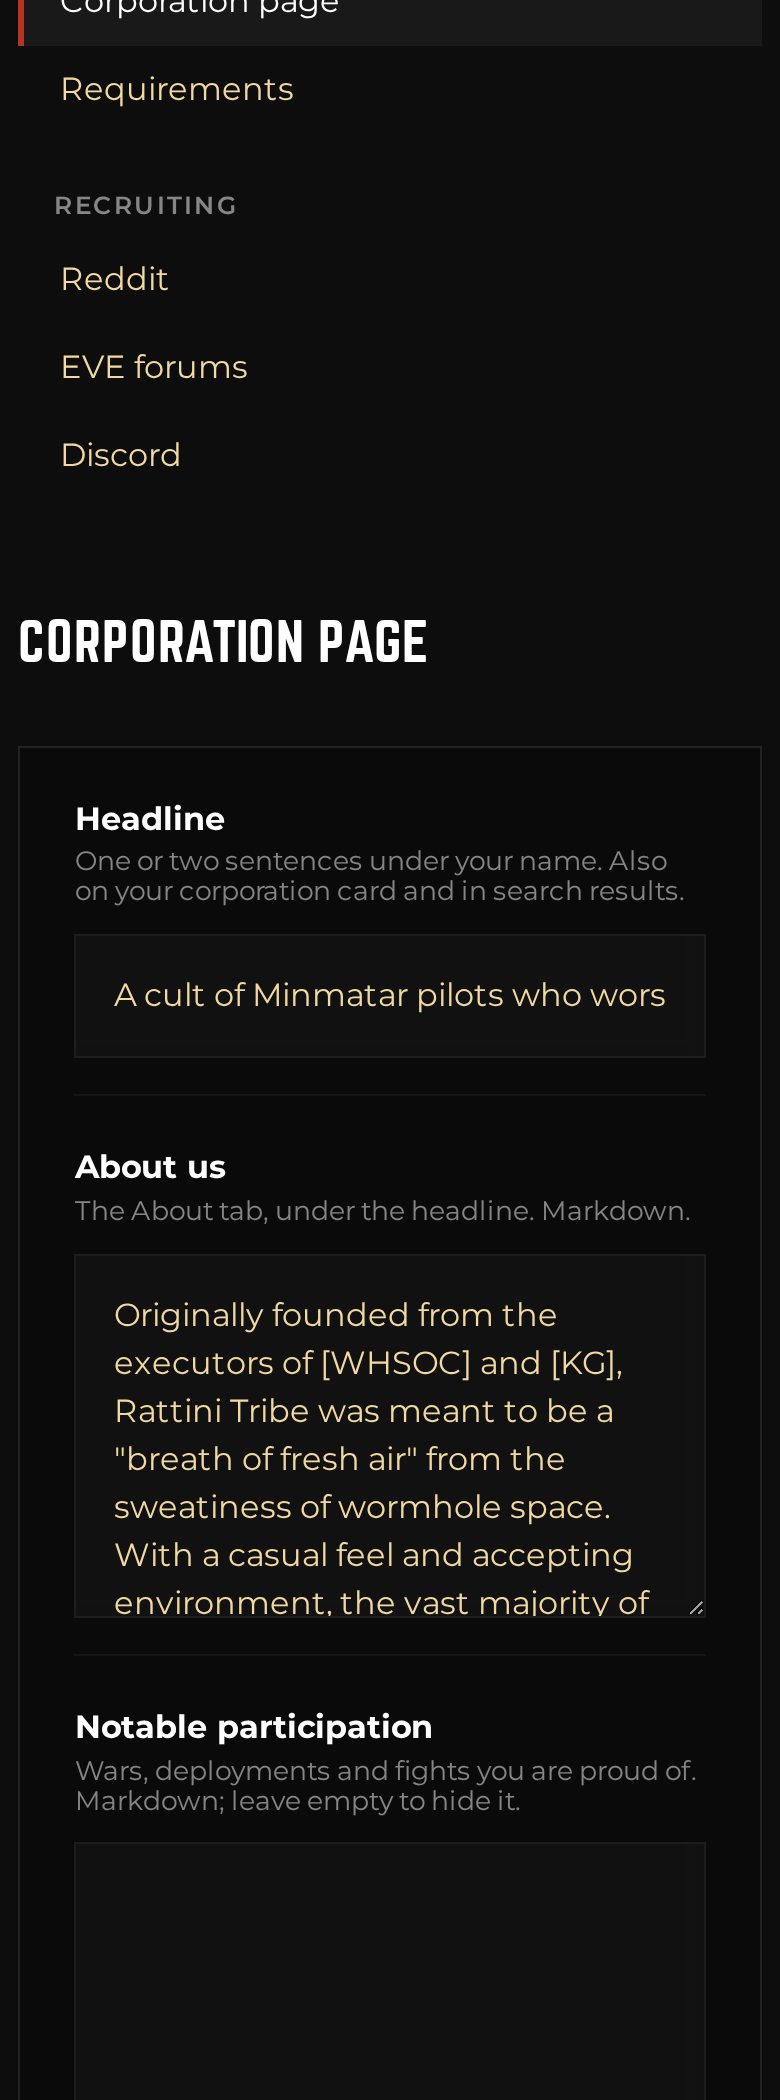 Corporation page
Requirements
RECRUITING
Reddit
EVE forums
Discord
CORPORATION PAGE
Headline
One or two sentences under your name. Also
on your corporation card and in search results.
A cult of Minmatar pilots who wors
About us
The About tab, under the headline. Markdown.
Originally founded from the
executors of [WHSOC] and [KG],
Rattini Tribe was meant to be a
"breath of fresh air" from the
sweatiness of wormhole space.
With a casual feel and accepting
environment, the vast majority of
Notable participation
Wars, deployments and fights you are proud of.
Markdown; leave empty to hide it.